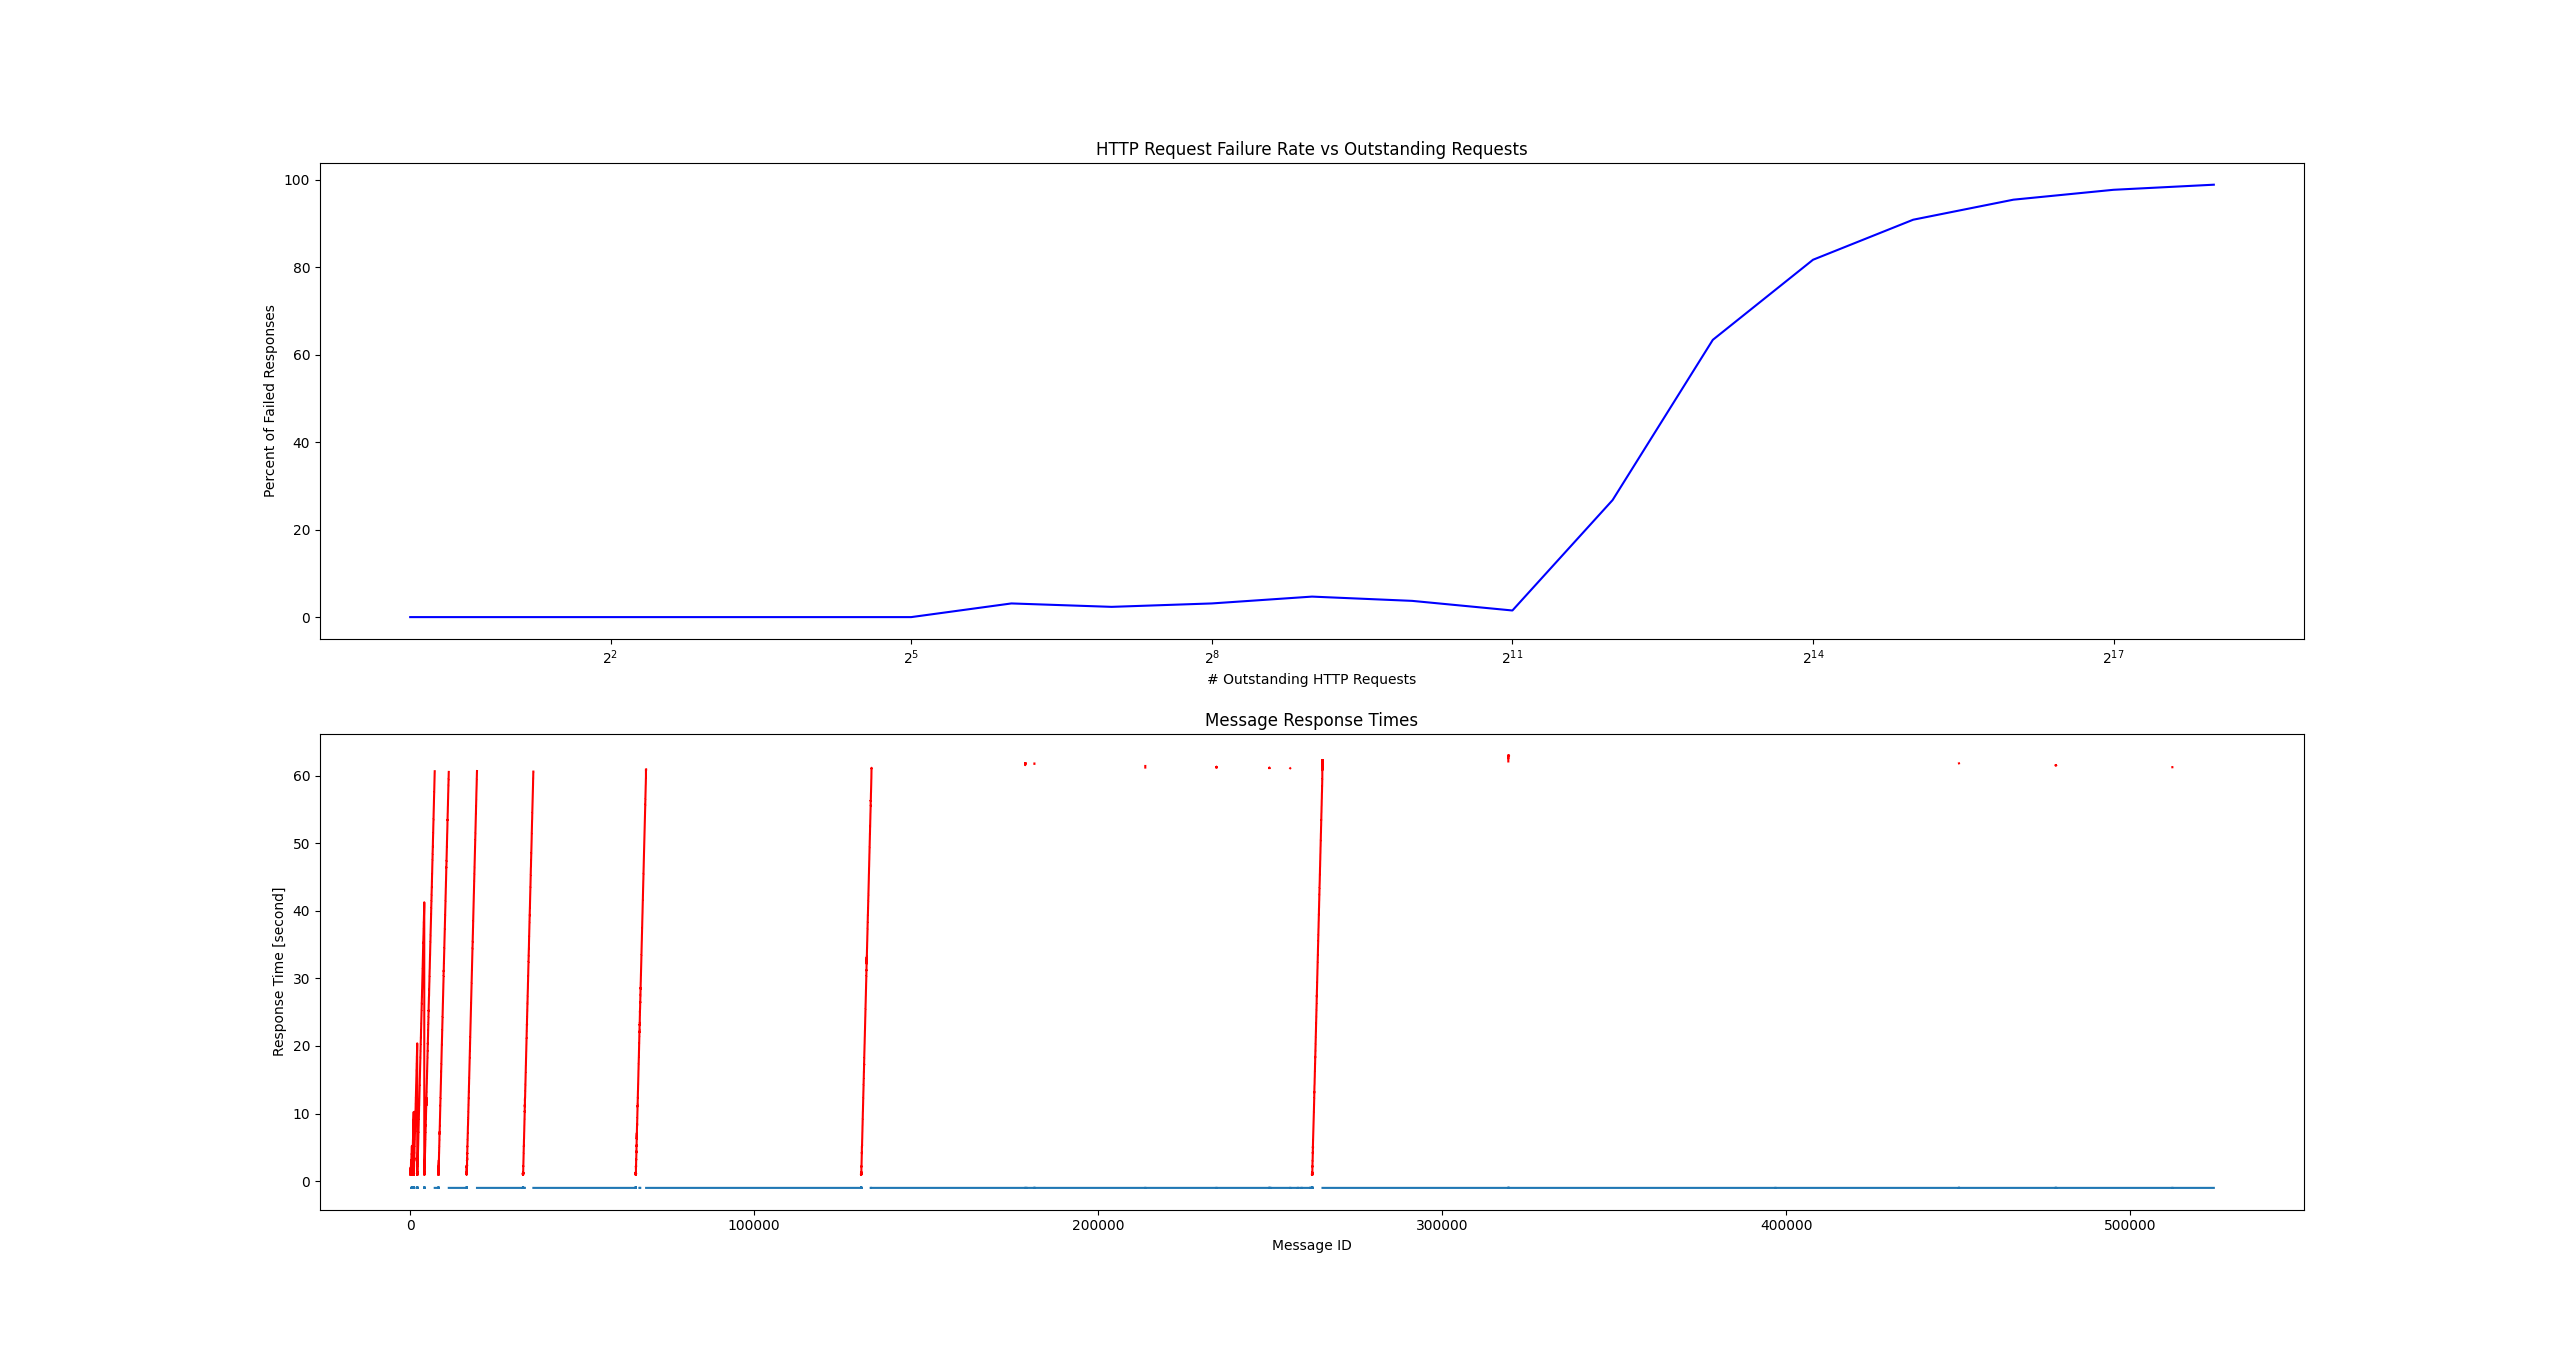 HTTP Request Failure Rate vs Outstanding Requests
100
80
60
40
20
0
Percent of Failed Responses
2² 2⁵ 2⁸ 2¹¹ 2¹⁴ 2¹⁷
# Outstanding HTTP Requests
Message Response Times
60
50
40
30
20
10
0
Response Time [second]
0 100000 200000 300000 400000 500000
Message ID